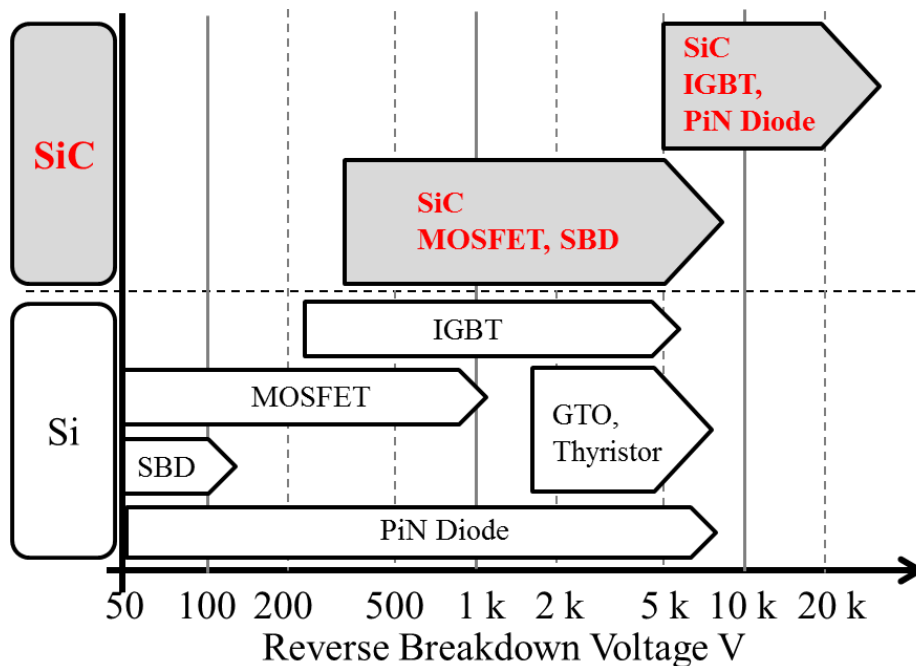 SiC
SiC
IGBT,
PiN Diode
SiC
MOSFET, SBD
Si
IGBT
MOSFET
GTO,
Thyristor
SBD
PiN Diode
50 100 200 500 1 k 2 k 5 k 10 k 20 k
Reverse Breakdown Voltage V